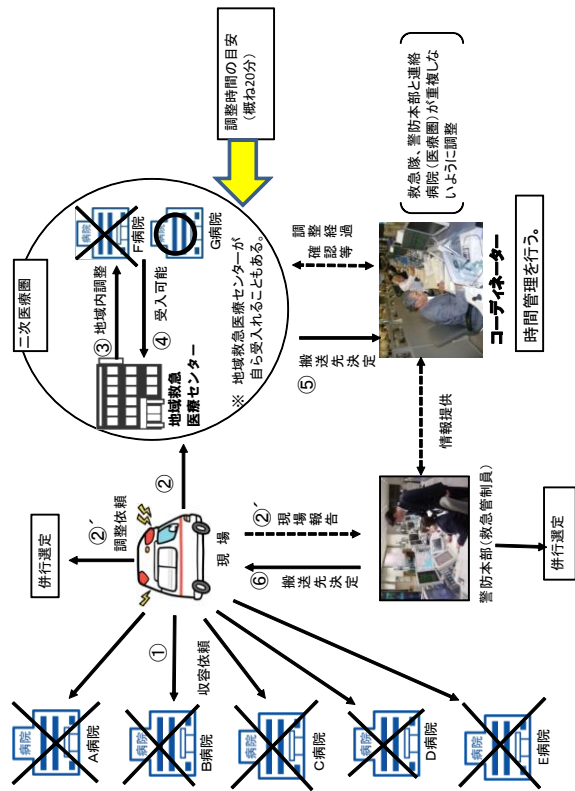 病院
A病院
病院
B病院
病院
C病院
病院
D病院
病院
E病院
①
収容依頼
併行選定
②´
調整依頼
②
現場
②´
現場報告
⑥
搬送先決定
警防本部(救急管制員)
併行選定
二次医療圏
③地域内調整
④
受入可能
地域救急
医療センター
病院
F病院
病院
G病院
※ 地域救急医療センターが
自ら受入れることもある。
調整時間の目安
(概ね20分)
⑤
搬送先決定
調整経過
確認等
情報提供
コーディネーター
時間管理を行う。
救急隊、警防本部と連絡
病院(医療圏)が重複しな
いように調整